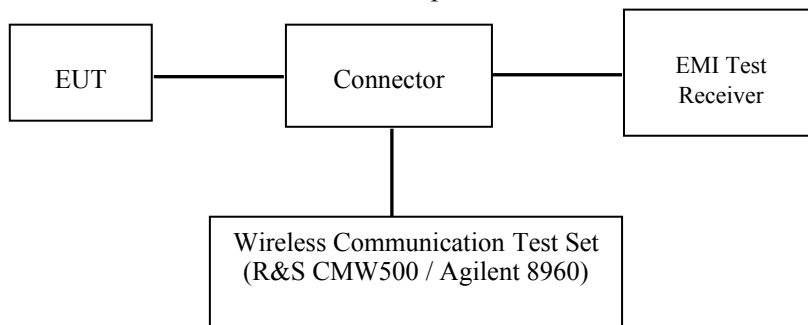 EUT
Connector
EMI Test
Receiver
Wireless Communication Test Set
(R&S CMW500 / Agilent 8960)